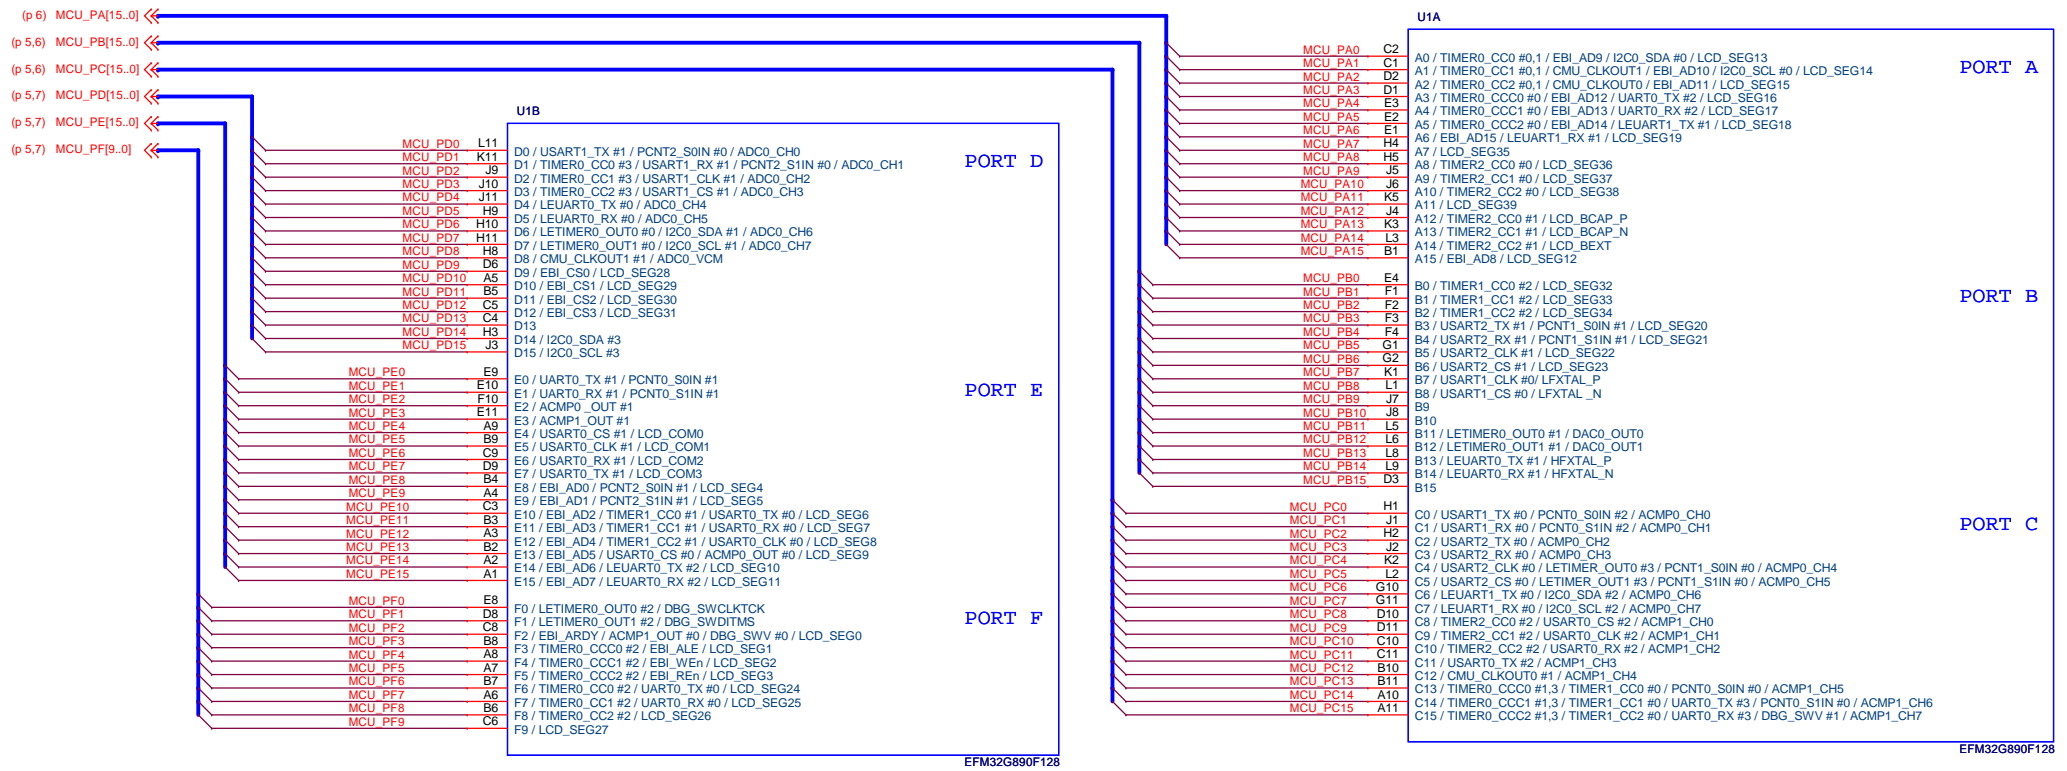 (p 6) MCU_PA[15..0]
(p 5,6) MCU_PB[15..0]
(p 5,6) MCU_PC[15..0]
(p 5,7) MCU_PD[15..0]
(p 5,7) MCU_PE[15..0]
(p 5,7) MCU_PF[9..0]
U1B
PORT D
MCU_PD0 L11 D0 / USART1_TX #1 / PCNT2_S0IN #0 / ADC0_CH0
MCU_PD1 K11 D1 / TIMER0_CC0 #3 / USART1_RX #1 / PCNT2_S1IN #0 / ADC0_CH1
MCU_PD2 J9 D2 / TIMER0_CC1 #3 / USART1_CLK #1 / ADC0_CH2
MCU_PD3 J10 D3 / TIMER0_CC2 #3 / USART1_CS #1 / ADC0_CH3
MCU_PD4 J11 D4 / LEUART0_TX #0 / ADC0_CH4
MCU_PD5 H9 D5 / LEUART0_RX #0 / ADC0_CH5
MCU_PD6 H10 D6 / LETIMER0_OUT0 #0 / I2C0_SDA #1 / ADC0_CH6
MCU_PD7 H11 D7 / LETIMER0_OUT1 #0 / I2C0_SCL #1 / ADC0_CH7
MCU_PD8 H8 D8 / CMU_CLKOUT1 #1 / ADC0_VCM
MCU_PD9 D6 D9 / EBI_CS0 / LCD_SEG28
MCU_PD10 A5 D10 / EBI_CS1 / LCD_SEG29
MCU_PD11 B5 D11 / EBI_CS2 / LCD_SEG30
MCU_PD12 C5 D12 / EBI_CS3 / LCD_SEG31
MCU_PD13 C4 D13
MCU_PD14 H3 D14 / I2C0_SDA #3
MCU_PD15 J3 D15 / I2C0_SCL #3
PORT E
MCU_PE0 E9 E0 / UART0_TX #1 / PCNT0_S0IN #1
MCU_PE1 E10 E1 / UART0_RX #1 / PCNT0_S1IN #1
MCU_PE2 F10 E2 / ACMP0 _OUT #1
MCU_PE3 E11 E3 / ACMP1_OUT #1
MCU_PE4 A9 E4 / USART0_CS #1 / LCD_COM0
MCU_PE5 B9 E5 / USART0_CLK #1 / LCD_COM1
MCU_PE6 C9 E6 / USART0_RX #1 / LCD_COM2
MCU_PE7 D9 E7 / USART0_TX #1 / LCD_COM3
MCU_PE8 B4 E8 / EBI_AD0 / PCNT2_S0IN #1 / LCD_SEG4
MCU_PE9 A4 E9 / EBI_AD1 / PCNT2_S1IN #1 / LCD_SEG5
MCU_PE10 C3 E10 / EBI_AD2 / TIMER1_CC0 #1 / USART0_TX #0 / LCD_SEG6
MCU_PE11 B3 E11 / EBI_AD3 / TIMER1_CC1 #1 / USART0_RX #0 / LCD_SEG7
MCU_PE12 A3 E12 / EBI_AD4 / TIMER1_CC2 #1 / USART0_CLK #0 / LCD_SEG8
MCU_PE13 B2 E13 / EBI_AD5 / USART0_CS #0 / ACMP0_OUT #0 / LCD_SEG9
MCU_PE14 A2 E14 / EBI_AD6 / LEUART0_TX #2 / LCD_SEG10
MCU_PE15 A1 E15 / EBI_AD7 / LEUART0_RX #2 / LCD_SEG11
PORT F
MCU_PF0 E8 F0 / LETIMER0_OUT0 #2 / DBG_SWCLKTCK
MCU_PF1 D8 F1 / LETIMER0_OUT1 #2 / DBG_SWDITMS
MCU_PF2 C8 F2 / EBI_ARDY / ACMP1_OUT #0 / DBG_SWV #0 / LCD_SEG0
MCU_PF3 B8 F3 / TIMER0_CCC0 #2 / EBI_ALE / LCD_SEG1
MCU_PF4 A8 F4 / TIMER0_CCC1 #2 / EBI_WEn / LCD_SEG2
MCU_PF5 A7 F5 / TIMER0_CCC2 #2 / EBI_REn / LCD_SEG3
MCU_PF6 B7 F6 / TIMER0_CC0 #2 / UART0_TX #0 / LCD_SEG24
MCU_PF7 A6 F7 / TIMER0_CC1 #2 / UART0_RX #0 / LCD_SEG25
MCU_PF8 B6 F8 / TIMER0_CC2 #2 / LCD_SEG26
MCU_PF9 C6 F9 / LCD_SEG27
EFM32G890F128
U1A
PORT A
MCU_PA0 C2 A0 / TIMER0_CC0 #0,1 / EBI_AD9 / I2C0_SDA #0 / LCD_SEG13
MCU_PA1 C1 A1 / TIMER0_CC1 #0,1 / CMU_CLKOUT1 / EBI_AD10 / I2C0_SCL #0 / LCD_SEG14
MCU_PA2 D2 A2 / TIMER0_CC2 #0,1 / CMU_CLKOUT0 / EBI_AD11 / LCD_SEG15
MCU_PA3 D1 A3 / TIMER0_CCC0 #0 / EBI_AD12 / UART0_TX #2 / LCD_SEG16
MCU_PA4 E3 A4 / TIMER0_CCC1 #0 / EBI_AD13 / UART0_RX #2 / LCD_SEG17
MCU_PA5 E2 A5 / TIMER0_CCC2 #0 / EBI_AD14 / LEUART1_TX #1 / LCD_SEG18
MCU_PA6 E1 A6 / EBI_AD15 / LEUART1_RX #1 / LCD_SEG19
MCU_PA7 H4 A7 / LCD_SEG35
MCU_PA8 H5 A8 / TIMER2_CC0 #0 / LCD_SEG36
MCU_PA9 J5 A9 / TIMER2_CC1 #0 / LCD_SEG37
MCU_PA10 J6 A10 / TIMER2_CC2 #0 / LCD_SEG38
MCU_PA11 K5 A11 / LCD_SEG39
MCU_PA12 J4 A12 / TIMER2_CC0 #1 / LCD_BCAP_P
MCU_PA13 K3 A13 / TIMER2_CC1 #1 / LCD_BCAP_N
MCU_PA14 L3 A14 / TIMER2_CC2 #1 / LCD_BEXT
MCU_PA15 B1 A15 / EBI_AD8 / LCD_SEG12
PORT B
MCU_PB0 E4 B0 / TIMER1_CC0 #2 / LCD_SEG32
MCU_PB1 F1 B1 / TIMER1_CC1 #2 / LCD_SEG33
MCU_PB2 F2 B2 / TIMER1_CC2 #2 / LCD_SEG34
MCU_PB3 F3 B3 / USART2_TX #1 / PCNT1_S0IN #1 / LCD_SEG20
MCU_PB4 F4 B4 / USART2_RX #1 / PCNT1_S1IN #1 / LCD_SEG21
MCU_PB5 G1 B5 / USART2_CLK #1 / LCD_SEG22
MCU_PB6 G2 B6 / USART2_CS #1 / LCD_SEG23
MCU_PB7 K1 B7 / USART1_CLK #0/ LFXTAL_P
MCU_PB8 L1 B8 / USART1_CS #0 / LFXTAL _N
MCU_PB9 J7 B9
MCU_PB10 J8 B10
MCU_PB11 L5 B11 / LETIMER0_OUT0 #1 / DAC0_OUT0
MCU_PB12 L6 B12 / LETIMER0_OUT1 #1 / DAC0_OUT1
MCU_PB13 L8 B13 / LEUART0_TX #1 / HFXTAL_P
MCU_PB14 L9 B14 / LEUART0_RX #1 / HFXTAL_N
MCU_PB15 D3 B15
PORT C
MCU_PC0 H1 C0 / USART1_TX #0 / PCNT0_S0IN #2 / ACMP0_CH0
MCU_PC1 J1 C1 / USART1_RX #0 / PCNT0_S1IN #2 / ACMP0_CH1
MCU_PC2 H2 C2 / USART2_TX #0 / ACMP0_CH2
MCU_PC3 J2 C3 / USART2_RX #0 / ACMP0_CH3
MCU_PC4 K2 C4 / USART2_CLK #0 / LETIMER_OUT0 #3 / PCNT1_S0IN #0 / ACMP0_CH4
MCU_PC5 L2 C5 / USART2_CS #0 / LETIMER_OUT1 #3 / PCNT1_S1IN #0 / ACMP0_CH5
MCU_PC6 G10 C6 / LEUART1_TX #0 / I2C0_SDA #2 / ACMP0_CH6
MCU_PC7 G11 C7 / LEUART1_RX #0 / I2C0_SCL #2 / ACMP0_CH7
MCU_PC8 D10 C8 / TIMER2_CC0 #2 / USART0_CS #2 / ACMP1_CH0
MCU_PC9 D11 C9 / TIMER2_CC1 #2 / USART0_CLK #2 / ACMP1_CH1
MCU_PC10 C10 C10 / TIMER2_CC2 #2 / USART0_RX #2 / ACMP1_CH2
MCU_PC11 C11 C11 / USART0_TX #2 / ACMP1_CH3
MCU_PC12 B10 C12 / CMU_CLKOUT0 #1 / ACMP1_CH4
MCU_PC13 B11 C13 / TIMER0_CCC0 #1,3 / TIMER1_CC0 #0 / PCNT0_S0IN #0 / ACMP1_CH5
MCU_PC14 A10 C14 / TIMER0_CCC1 #1,3 / TIMER1_CC1 #0 / UART0_TX #3 / PCNT0_S1IN #0 / ACMP1_CH6
MCU_PC15 A11 C15 / TIMER0_CCC2 #1,3 / TIMER1_CC2 #0 / UART0_RX #3 / DBG_SWV #1 / ACMP1_CH7
EFM32G890F128